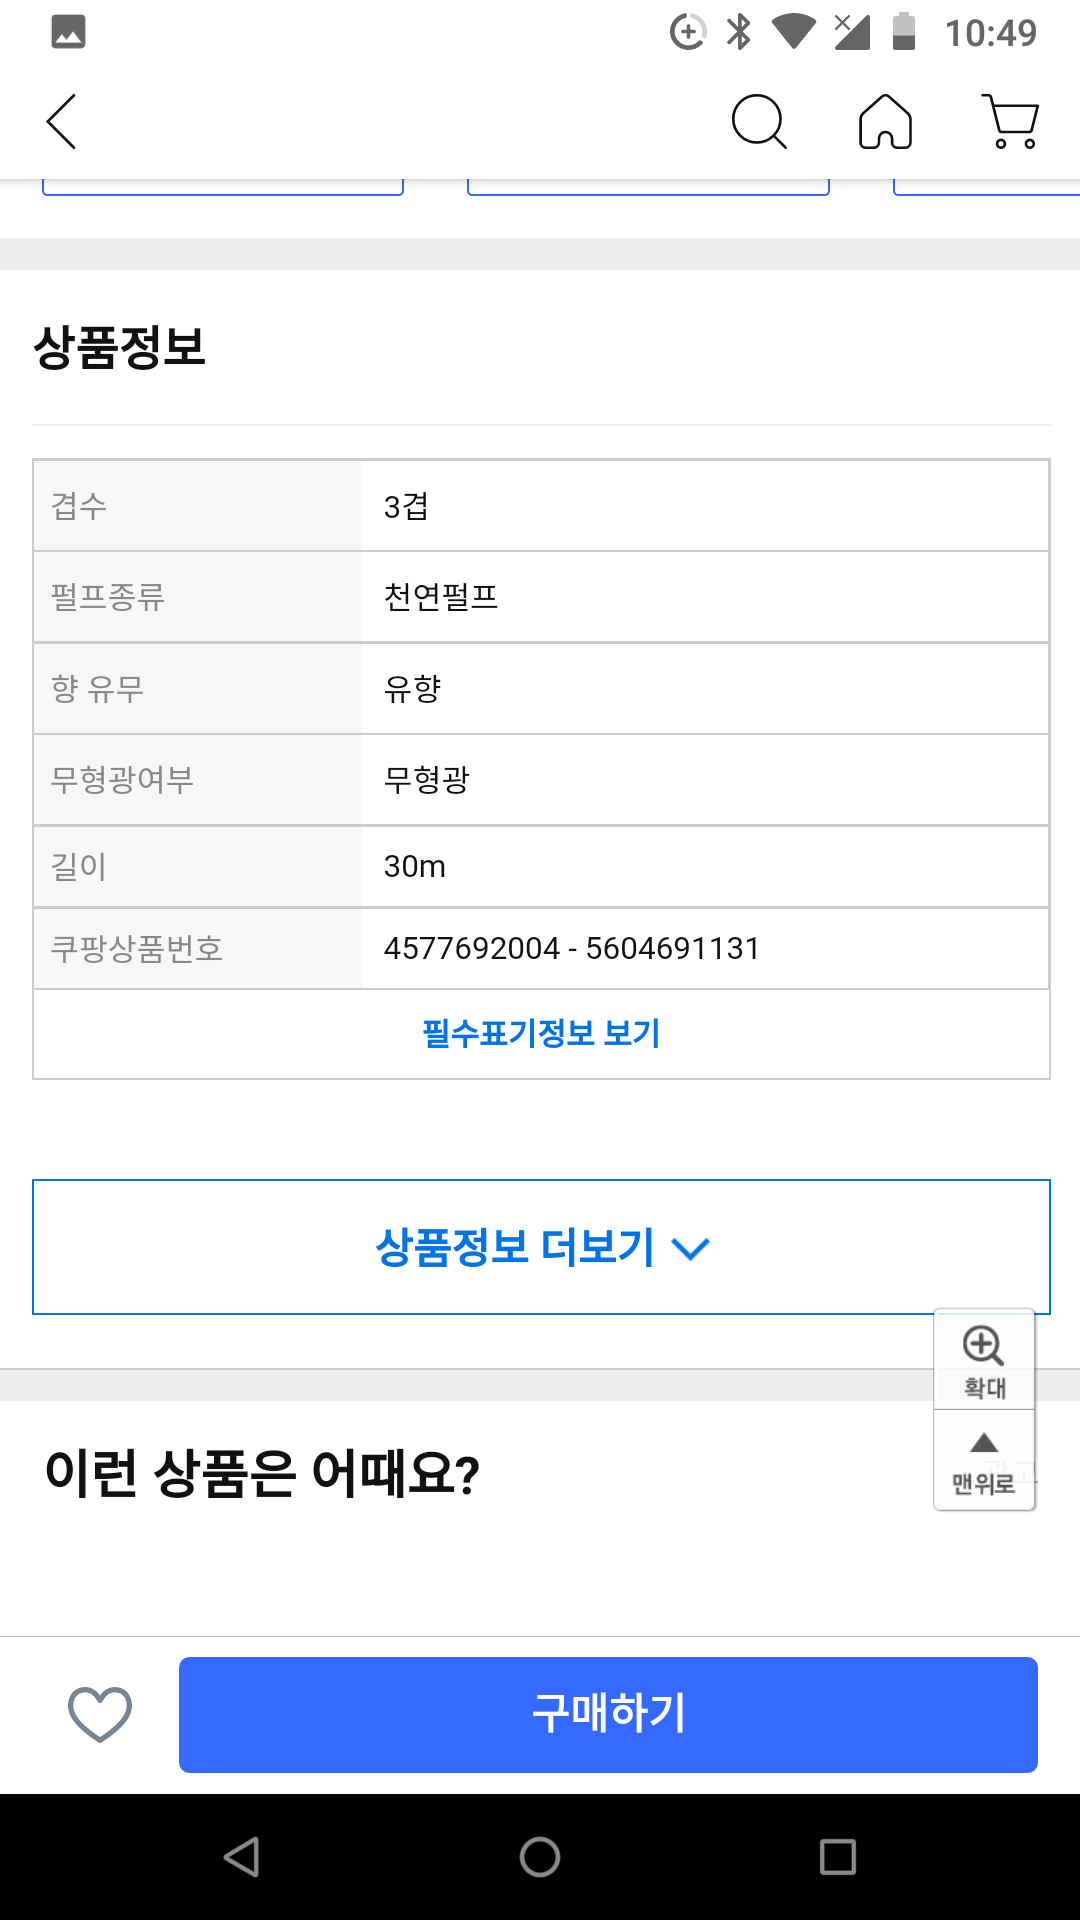 10:49
상품정보
겹수 3겹
펄프종류 천연펄프
향 유무 유향
무형광여부 무형광
길이 30m
쿠팡상품번호 4577692004 - 5604691131
필수표기정보 보기
상품정보 더보기
확대
이런 상품은 어때요?
맨위로
구매하기